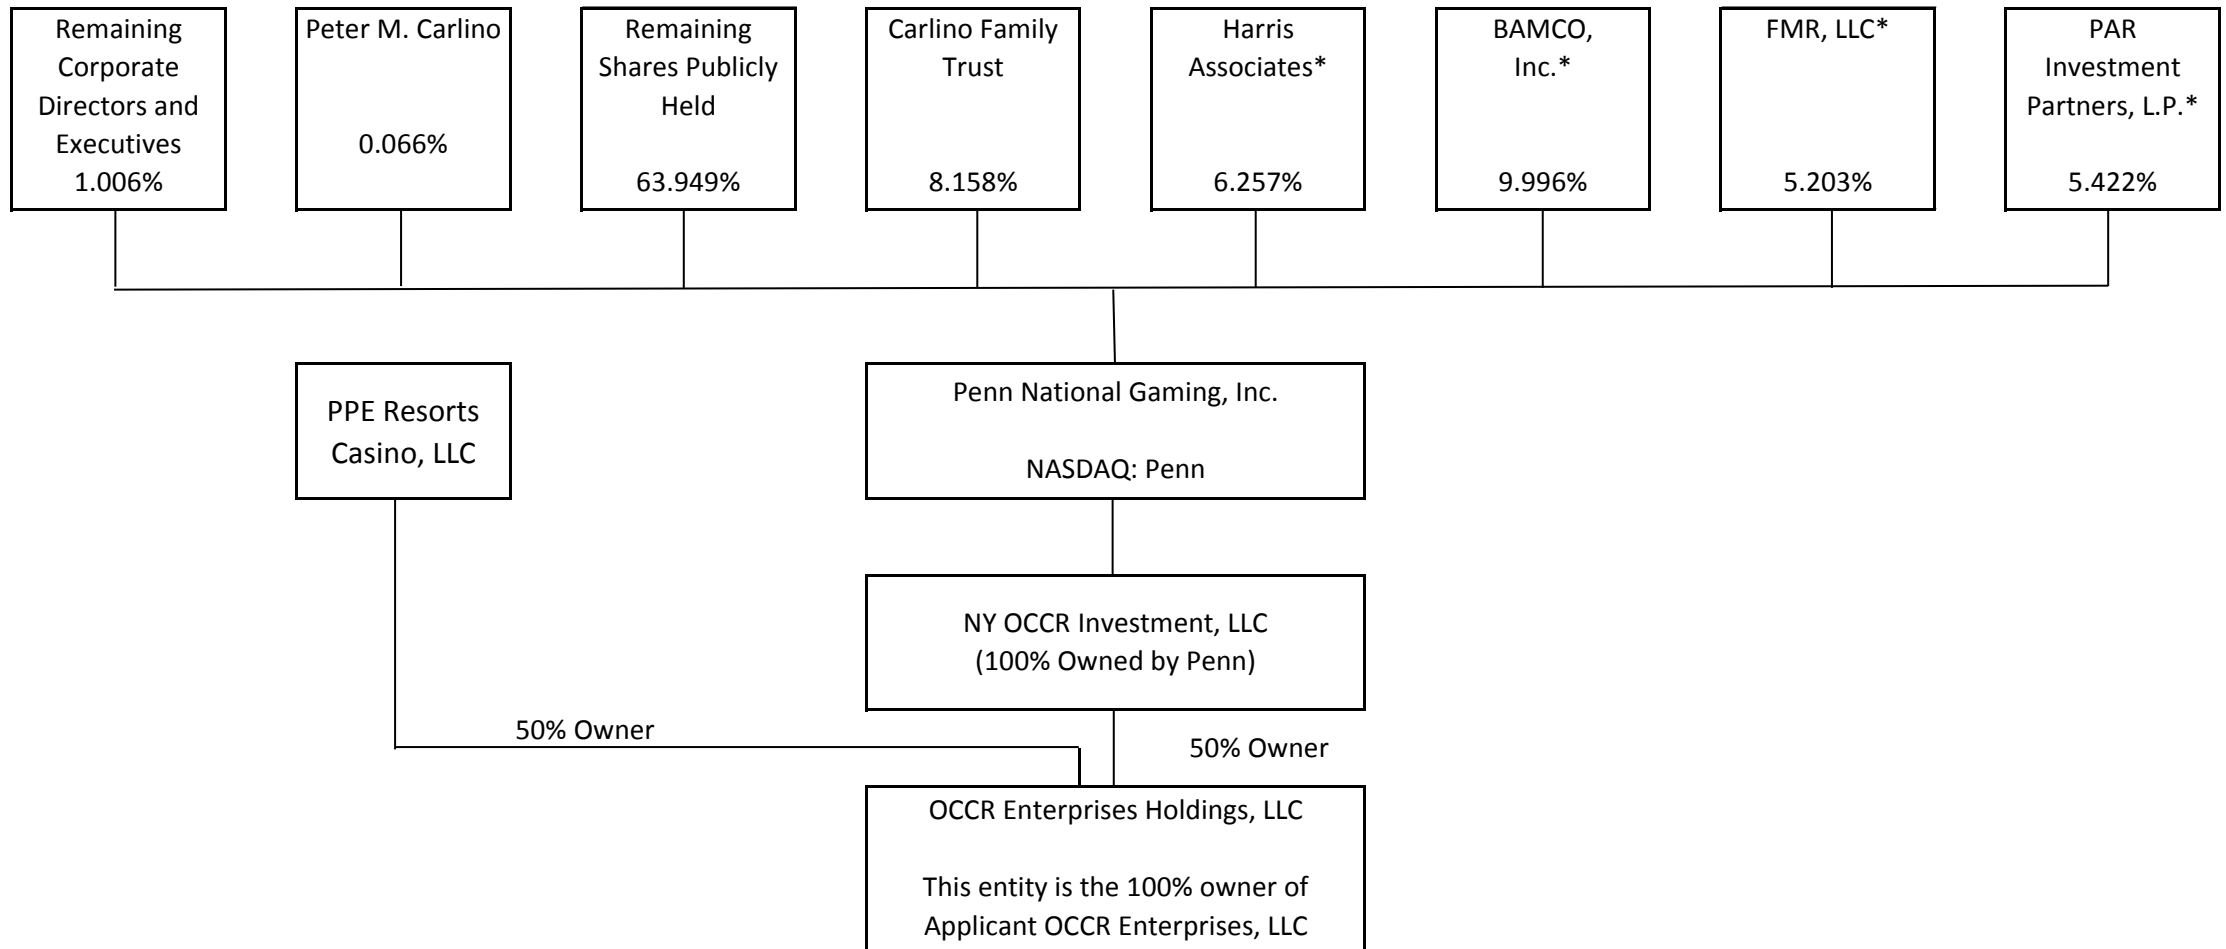 Remaining
Corporate
Directors and
Executives
1.006%
Peter M. Carlino
0.066%
Remaining
Shares Publicly
Held
63.949%
Carlino Family
Trust
8.158%
Harris
Associates*
6.257%
BAMCO,
Inc.*
9.996%
FMR, LLC*
5.203%
PAR
Investment
Partners, L.P.*
5.422%
PPE Resorts
Casino, LLC
Penn National Gaming, Inc.
NASDAQ: Penn
NY OCCR Investment, LLC
(100% Owned by Penn)
50% Owner
50% Owner
OCCR Enterprises Holdings, LLC
This entity is the 100% owner of
Applicant OCCR Enterprises, LLC